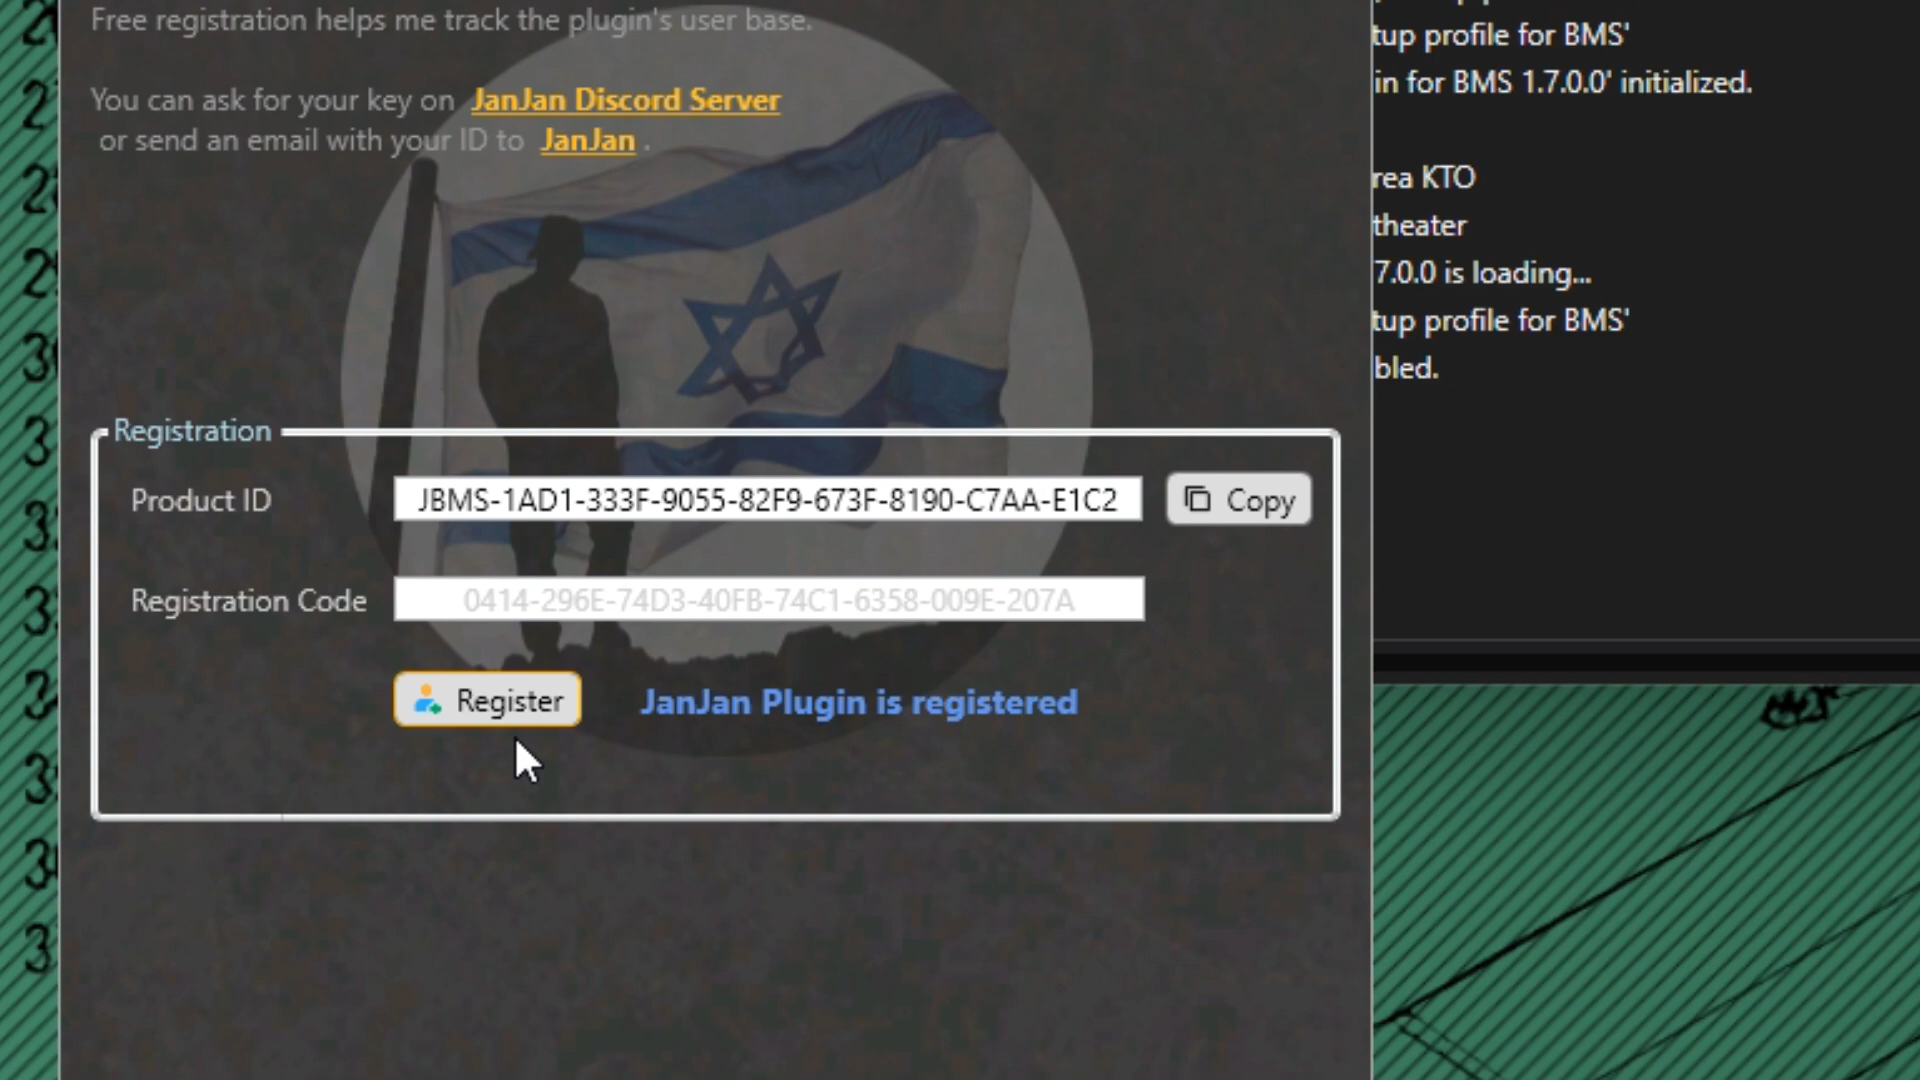 Free registration helps me track the plugin's user base.
You can ask for your key on JanJan Discord Server
or send an email with your ID to JanJan .
Registration
Product ID
JBMS-1AD1-333F-9055-82F9-673F-8190-C7AA-E1C2
Copy
Registration Code
0414-296E-74D3-40FB-74C1-6358-009E-207A
Register
JanJan Plugin is registered
tup profile for BMS'
in for BMS 1.7.0.0' initialized.
rea KTO
theater
7.0.0 is loading...
tup profile for BMS'
bled.